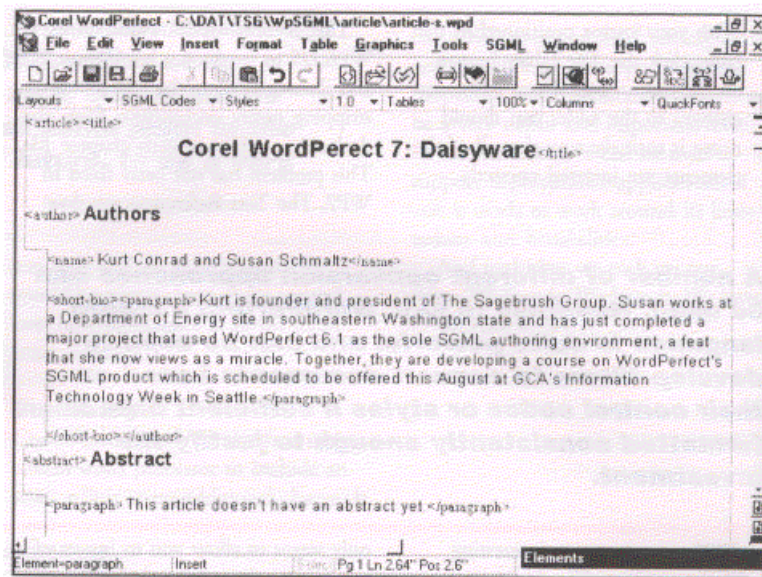 Corel WordPerfect - C:\DAT\TSG\WpSGML\article\article-s.wpd
File Edit View Insert Format Table Graphics Tools SGML Window Help
Layouts SGML Codes Styles 1.0 Tables 100% Columns QuickFonts
<article><title>
Corel WordPerect 7: Daisyware</title>
<author>Authors
<name>Kurt Conrad and Susan Schmaltz</name>
<short-bio><paragraph>Kurt is founder and president of The Sagebrush Group. Susan works at
a Department of Energy site in southeastern Washington state and has just completed a
major project that used WordPerfect 6.1 as the sole SGML authoring environment, a feat
that she now views as a miracle. Together, they are developing a course on WordPerfect's
SGML product which is scheduled to be offered this August at GCA's Information
Technology Week in Seattle.</paragraph>
</short-bio></author>
<abstract>Abstract
<paragraph>This article doesn't have an abstract yet </paragraph>
Element=paragraph Insert Pg 1 Ln 2.64" Pos 2.6" Elements